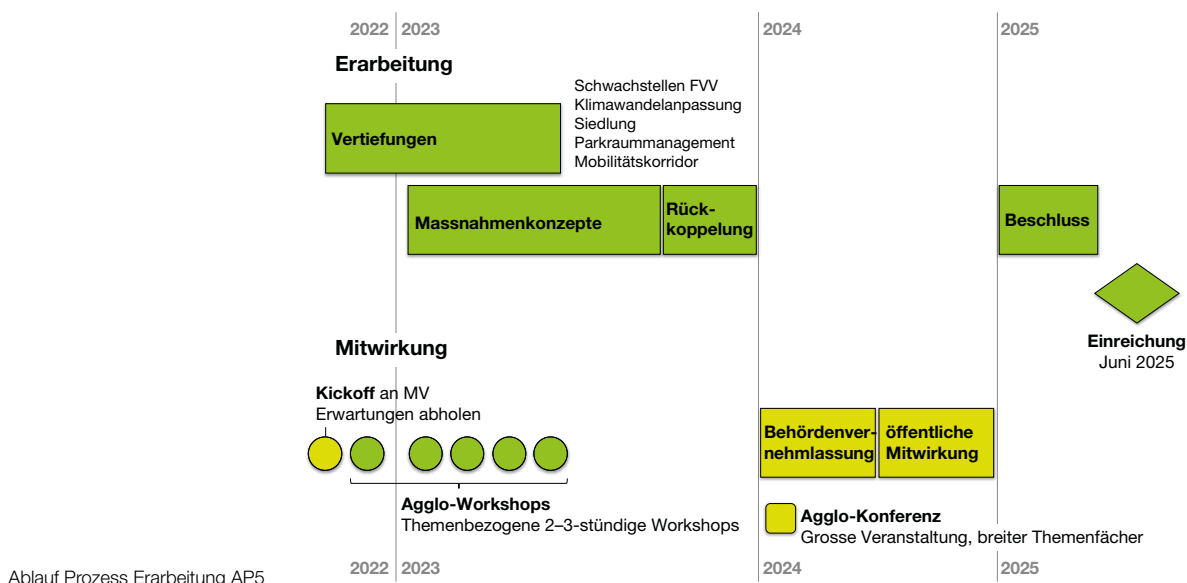 2022 2023 2024 2025
Erarbeitung
Schwachstellen FVV
Klimawandelanpassung
Siedlung
Parkraummanagement
Mobilitätskorridor
Vertiefungen
Massnahmenkonzepte
Rück-
koppelung
Beschluss
Einreichung
Juni 2025
Mitwirkung
Kickoff an MV
Erwartungen abholen
Behördenver-
nehmlassung
öffentliche
Mitwirkung
Agglo-Workshops
Themenbezogene 2–3-stündige Workshops
Agglo-Konferenz
Grosse Veranstaltung, breiter Themenfächer
2022 2023 2024 2025
Ablauf Prozess Erarbeitung AP5